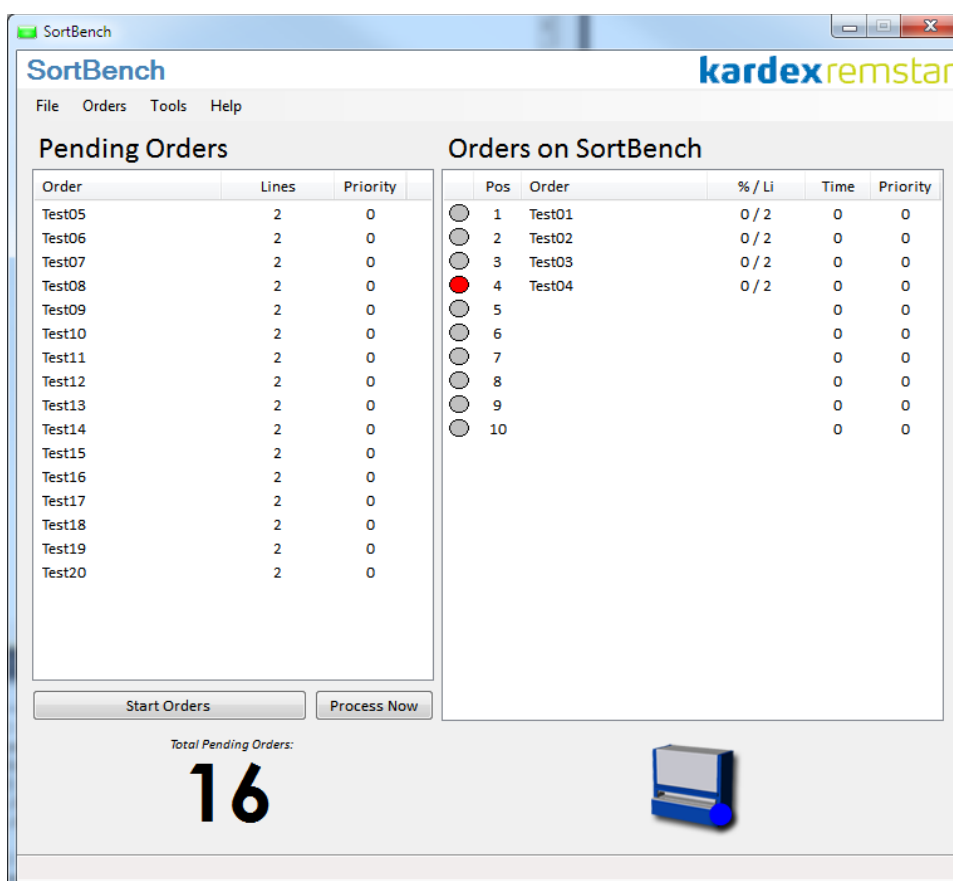 SortBench
SortBench
kardexremstar
File Orders Tools Help
Pending Orders
Order Lines Priority
Test05 2 0
Test06 2 0
Test07 2 0
Test08 2 0
Test09 2 0
Test10 2 0
Test11 2 0
Test12 2 0
Test13 2 0
Test14 2 0
Test15 2 0
Test16 2 0
Test17 2 0
Test18 2 0
Test19 2 0
Test20 2 0
Start Orders Process Now
Total Pending Orders:
16
Orders on SortBench
Pos Order % / Li Time Priority
1 Test01 0 / 2 0 0
2 Test02 0 / 2 0 0
3 Test03 0 / 2 0 0
4 Test04 0 / 2 0 0
5 0 0
6 0 0
7 0 0
8 0 0
9 0 0
10 0 0